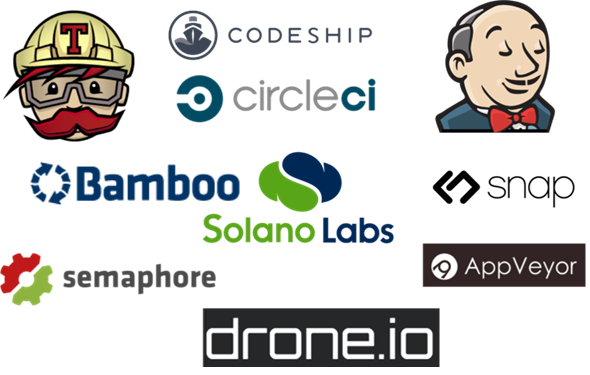 T
CODESHIP
circleci
Bamboo
Solano Labs
snap
semaphore
AppVeyor
drone.io